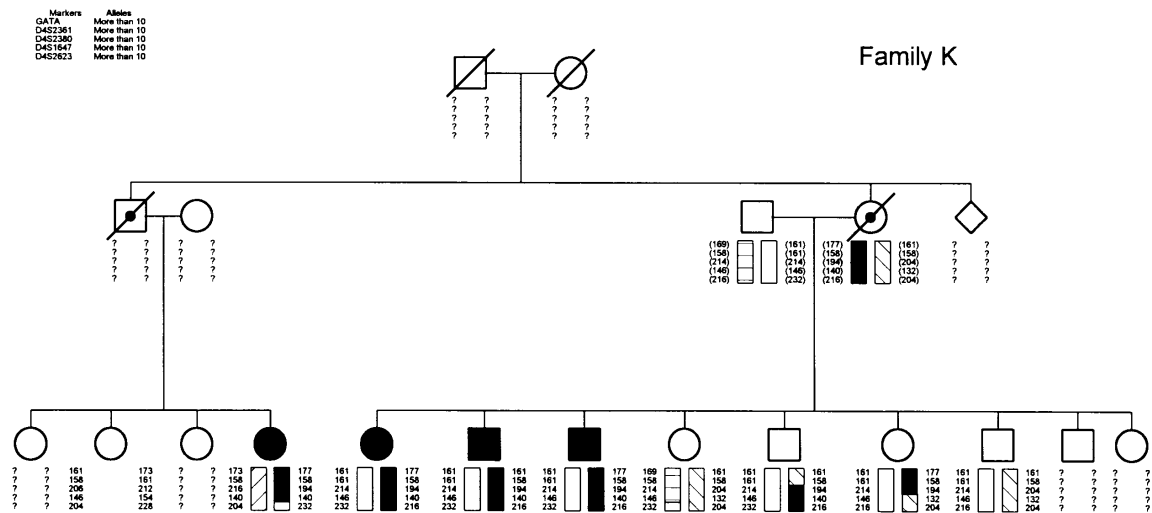 Markers Alleles
GATA More than 10
D4S2361 More than 10
D4S2380 More than 10
D4S1647 More than 10
D4S2623 More than 10
Family K
? ? ? ?
? ? ? ?
? ? ? ?
? ? ? ?
? ? ? ?
? ? ? ? (169) (161) (177) (161) ? ?
? ? ? ? (158) (161) (158) (158) ? ?
? ? ? ? (214) (214) (194) (204) ? ?
? ? ? ? (146) (146) (140) (132) ? ?
? ? ? ? (216) (232) (216) (204) ? ?
? ? 161 173 ? ? 173 177 161 177 161 161 161 177 169 161 161 161 161 177 161 161 ? ? ? ?
? ? 158 161 ? ? 158 158 161 158 161 158 161 158 158 158 161 158 161 158 161 158 ? ? ? ?
? ? 206 212 ? ? 216 194 214 194 214 194 214 194 214 204 214 194 214 194 214 204 ? ? ? ?
? ? 146 154 ? ? 140 140 146 140 146 140 146 140 146 132 146 140 146 132 146 132 ? ? ? ?
? ? 204 228 ? ? 204 232 232 216 232 216 232 216 232 204 232 216 216 204 216 204 ? ? ? ?